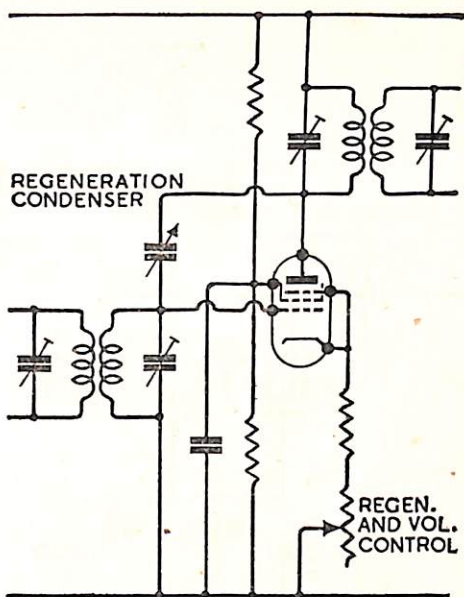 REGENERATION
CONDENSER
REGEN.
AND VOL.
CONTROL